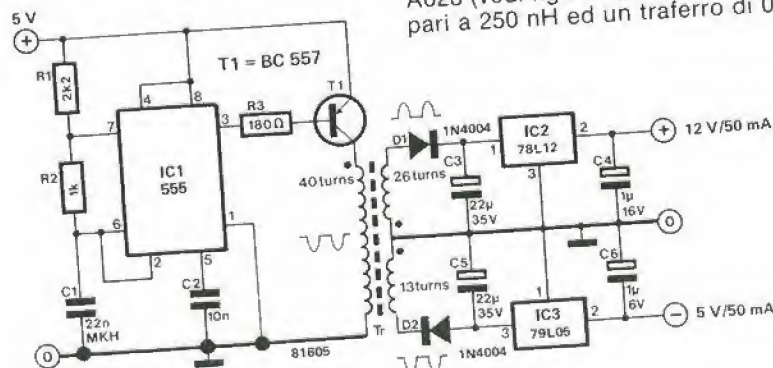 A623 (vedi fig
pari a 250 nH ed un traferro di 0
5 V
+
R1
2k2
R2
1k
C1
22n
MKH
0
T1 = BC 557
T1
4
8
7
3
6
2
5
1
IC1
555
R3
180Ω
C2
10n
81605
40turns
26turns
13turns
Tr
D1
1N4004
C3
22µ
35V
1
IC2
78L12
2
3
C4
1µ
16V
+ 12 V/50 mA
0
C5
22µ
35V
D2
1N4004
1
3
IC3
79L05
2
C6
1µ
6V
− 5 V/50 mA